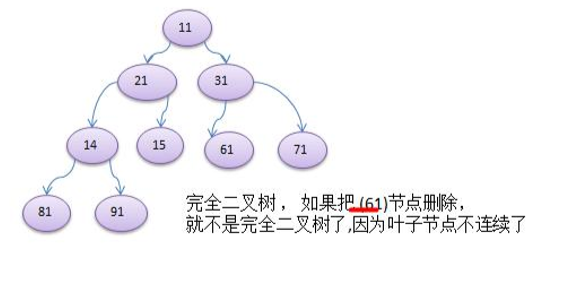 11
21 31
14 15 61 71
81 91
完全二叉树， 如果把 (61)节点删除，
就不是完全二叉树了,因为叶子节点不连续了